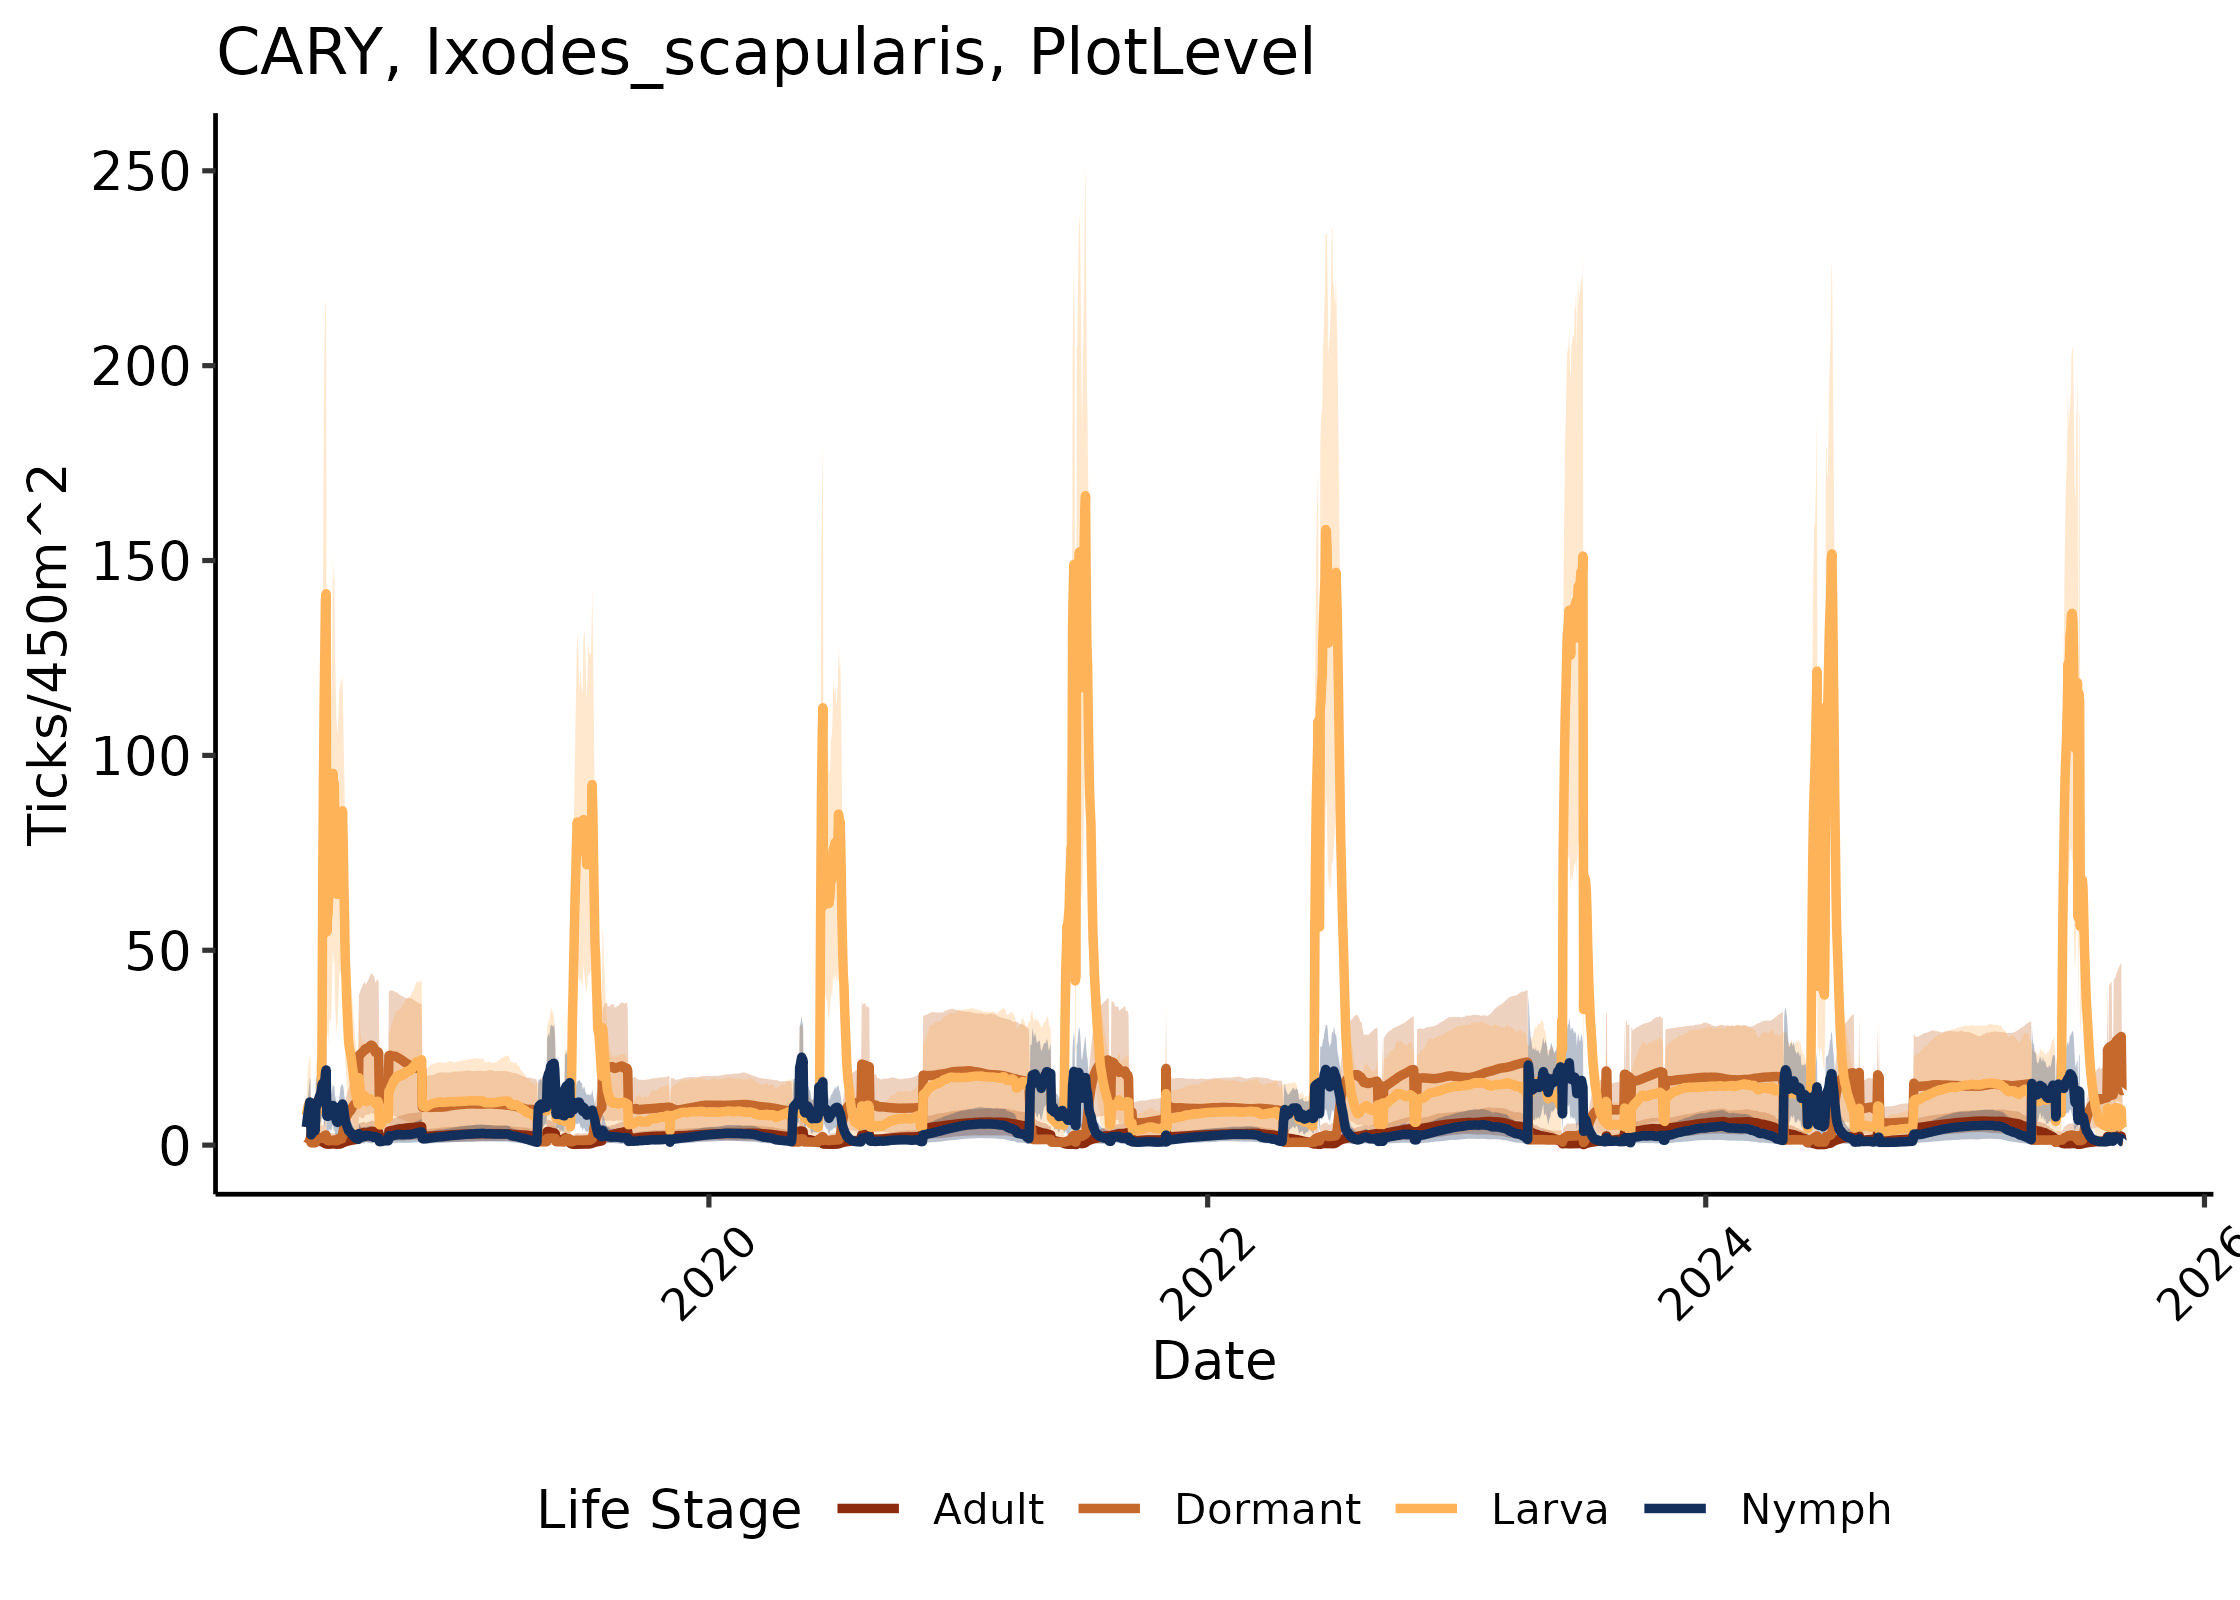 CARY, Ixodes_scapularis, PlotLevel
Ticks/450m^2
250
200
150
100
50
0
2020
2022
2024
2026
Date
Life Stage Adult Dormant Larva Nymph